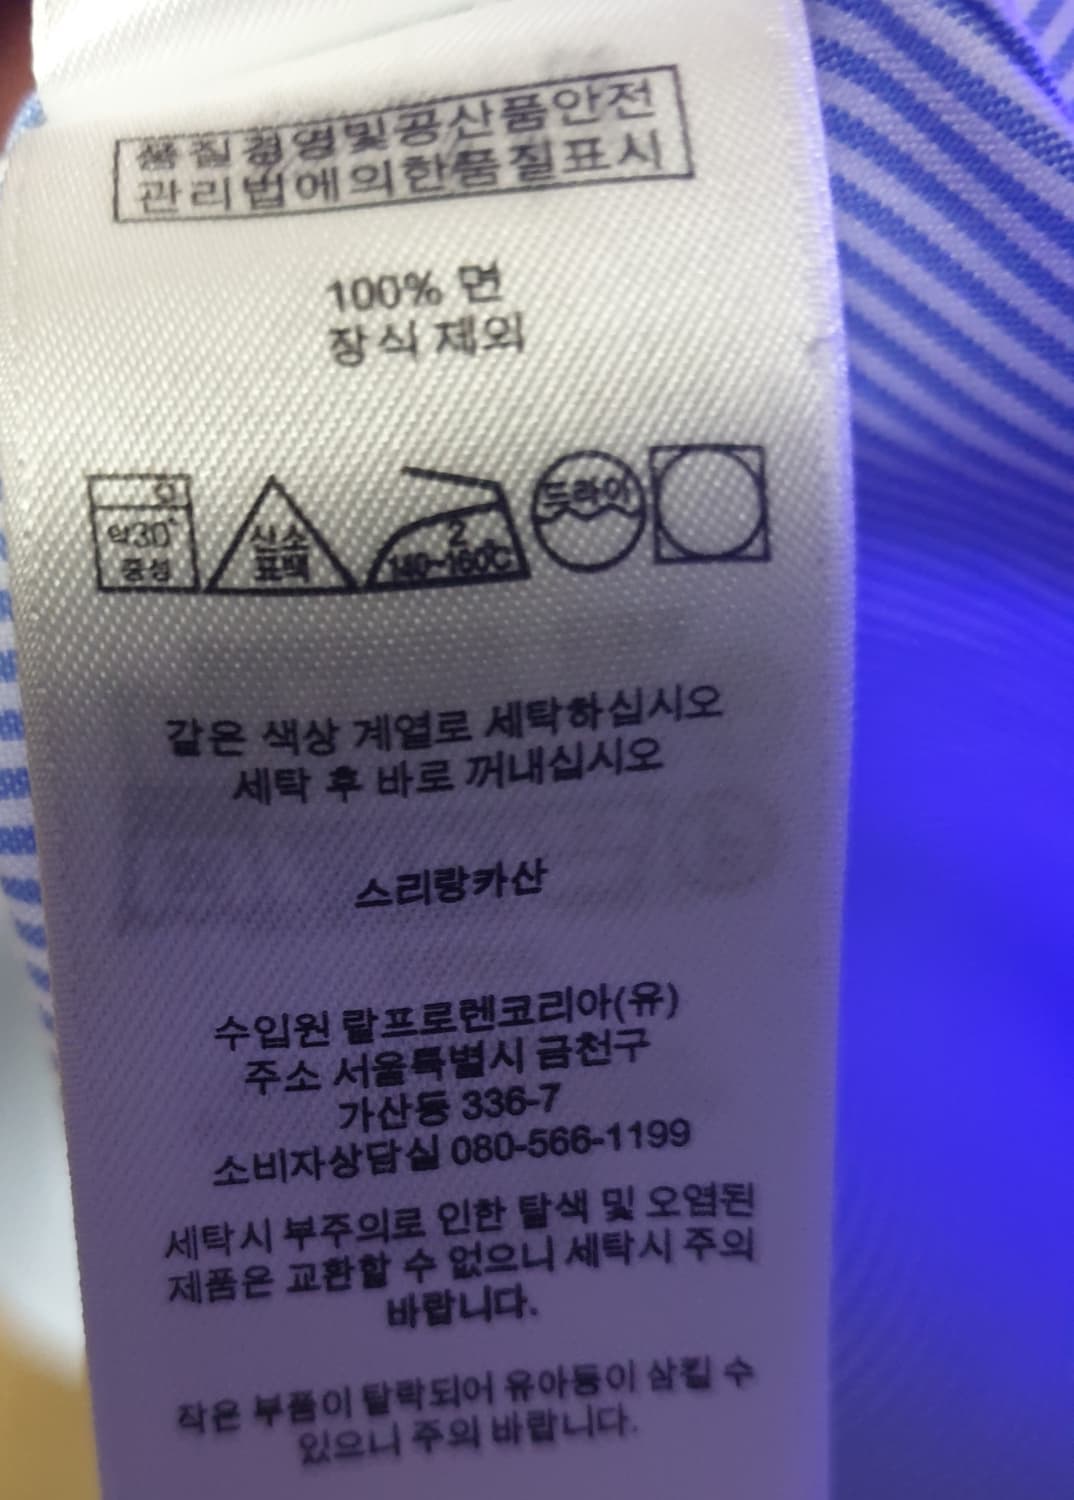 품질경영및공산품안전
관리법에의한품질표시
100% 면
장식 제외
약30˚
중성
산소
표백
2
140~160℃
드라이
같은 색상 계열로 세탁하십시오
세탁 후 바로 꺼내십시오
스리랑카산
수입원 랄프로렌코리아(유)
주소 서울특별시 금천구
가산동 336-7
소비자상담실 080-566-1199
세탁시 부주의로 인한 탈색 및 오염된
제품은 교환할 수 없으니 세탁시 주의
바랍니다.
작은 부품이 탈락되어 유아등이 삼킬 수
있으니 주의 바랍니다.